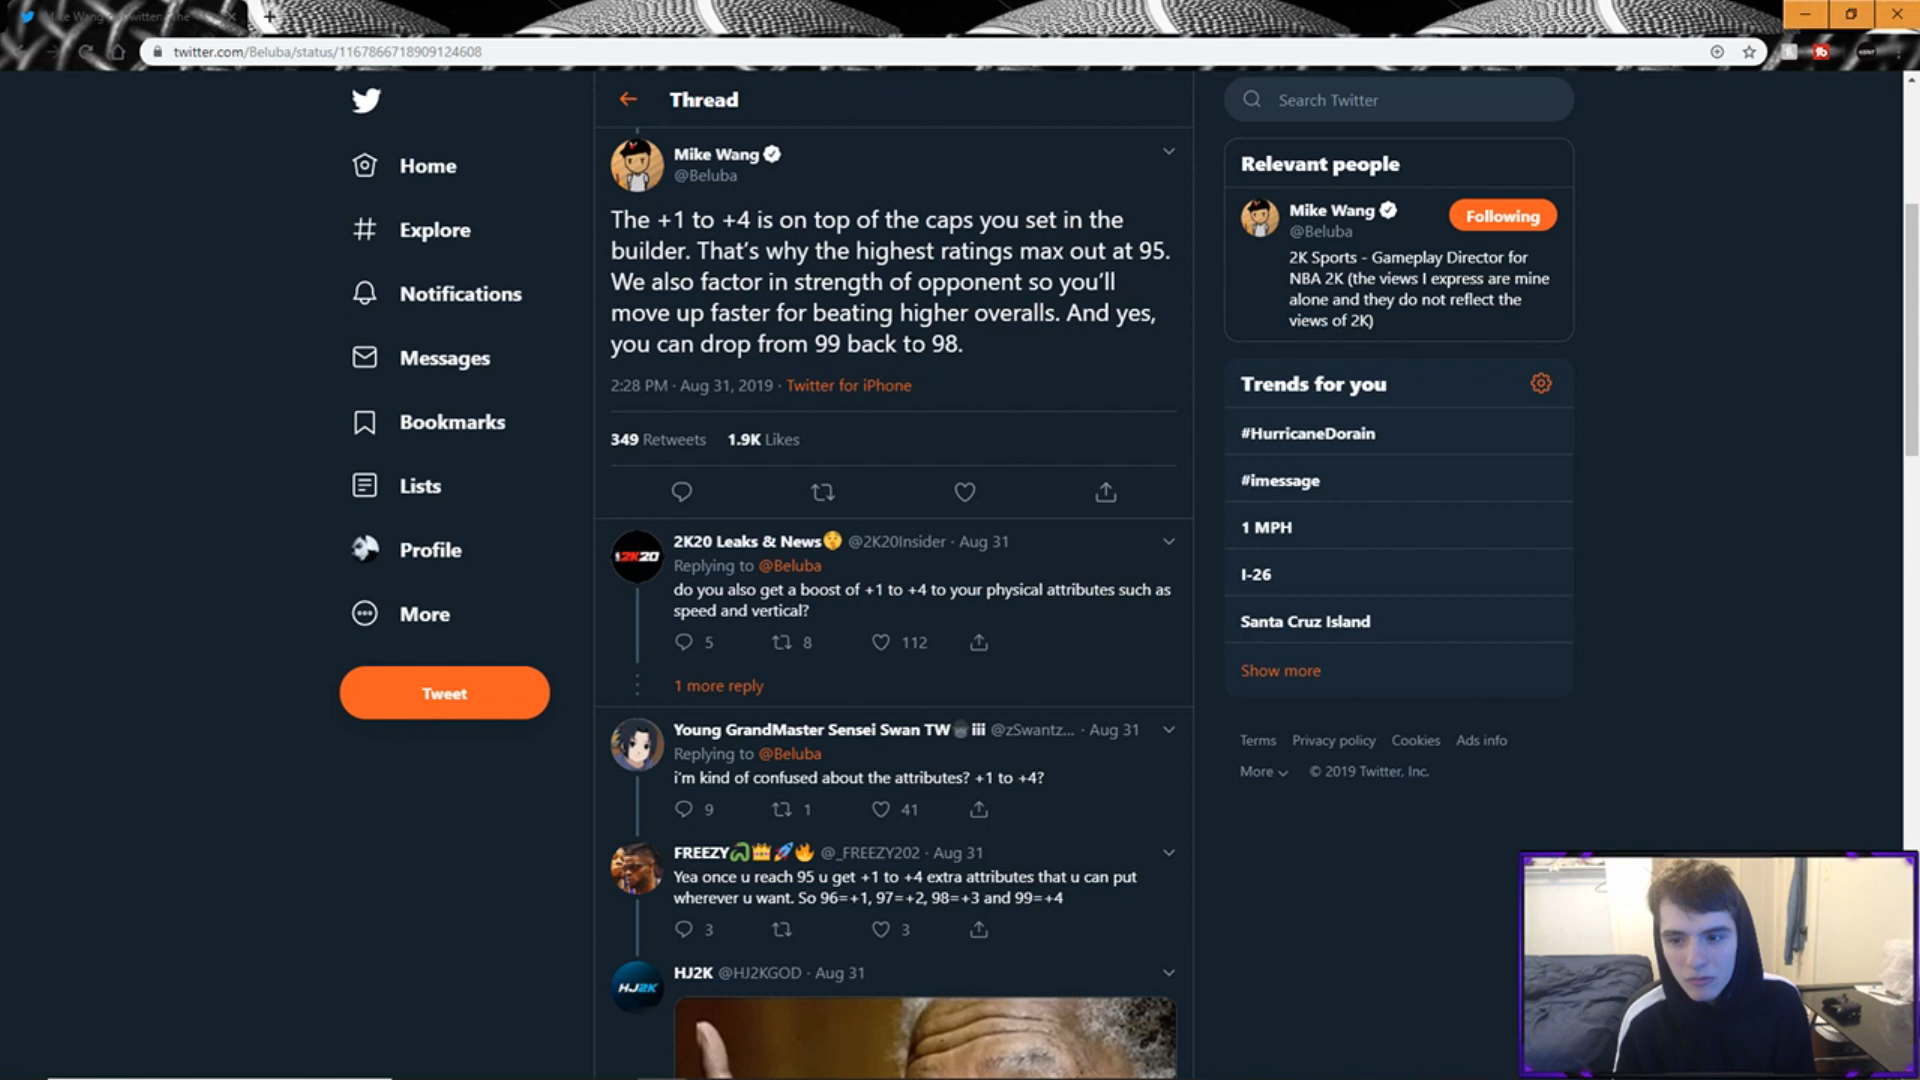 twitter.com/Beluba/status/1167866718909124608
Thread
Search Twitter
Home
Explore
Notifications
Messages
Bookmarks
Lists
Profile
More
Tweet
Mike Wang
@Beluba
The +1 to +4 is on top of the caps you set in the
builder. That's why the highest ratings max out at 95.
We also factor in strength of opponent so you'll
move up faster for beating higher overalls. And yes,
you can drop from 99 back to 98.
2:28 PM · Aug 31, 2019 · Twitter for iPhone
349 Retweets 1.9K Likes
2K20 Leaks & News🤫 @2K20Insider · Aug 31
Replying to @Beluba
do you also get a boost of +1 to +4 to your physical attributes such as
speed and vertical?
5 8 112
1 more reply
Young GrandMaster Sensei Swan TW iii @zSwantz... · Aug 31
Replying to @Beluba
i'm kind of confused about the attributes? +1 to +4?
9 1 41
FREEZY🐍👑🚀🔥 @_FREEZY202 · Aug 31
Yea once u reach 95 u get +1 to +4 extra attributes that u can put
wherever u want. So 96=+1, 97=+2, 98=+3 and 99=+4
3 3
HJ2K @HJ2KGOD · Aug 31
2K20
HJ2K
Relevant people
Mike Wang
@Beluba
Following
2K Sports - Gameplay Director for
NBA 2K (the views I express are mine
alone and they do not reflect the
views of 2K)
Trends for you
#HurricaneDorain
#imessage
1 MPH
I-26
Santa Cruz Island
Show more
Terms Privacy policy Cookies Ads info
More © 2019 Twitter, Inc.